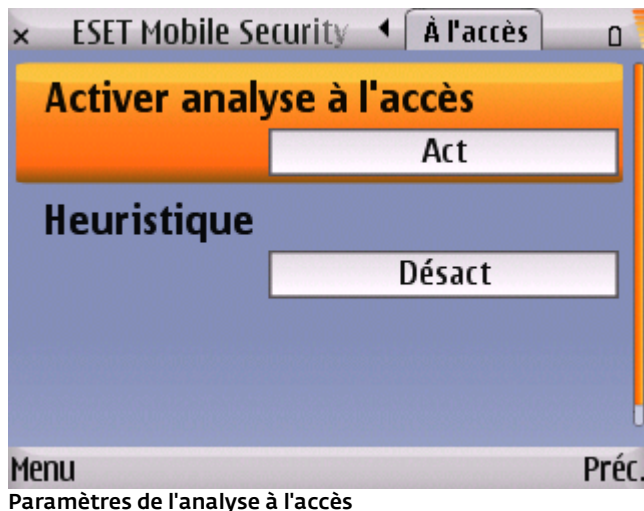 × ESET Mobile Security À l'accès
Activer analyse à l'accès
Act
Heuristique
Désact
Menu Préc.
Paramètres de l'analyse à l'accès